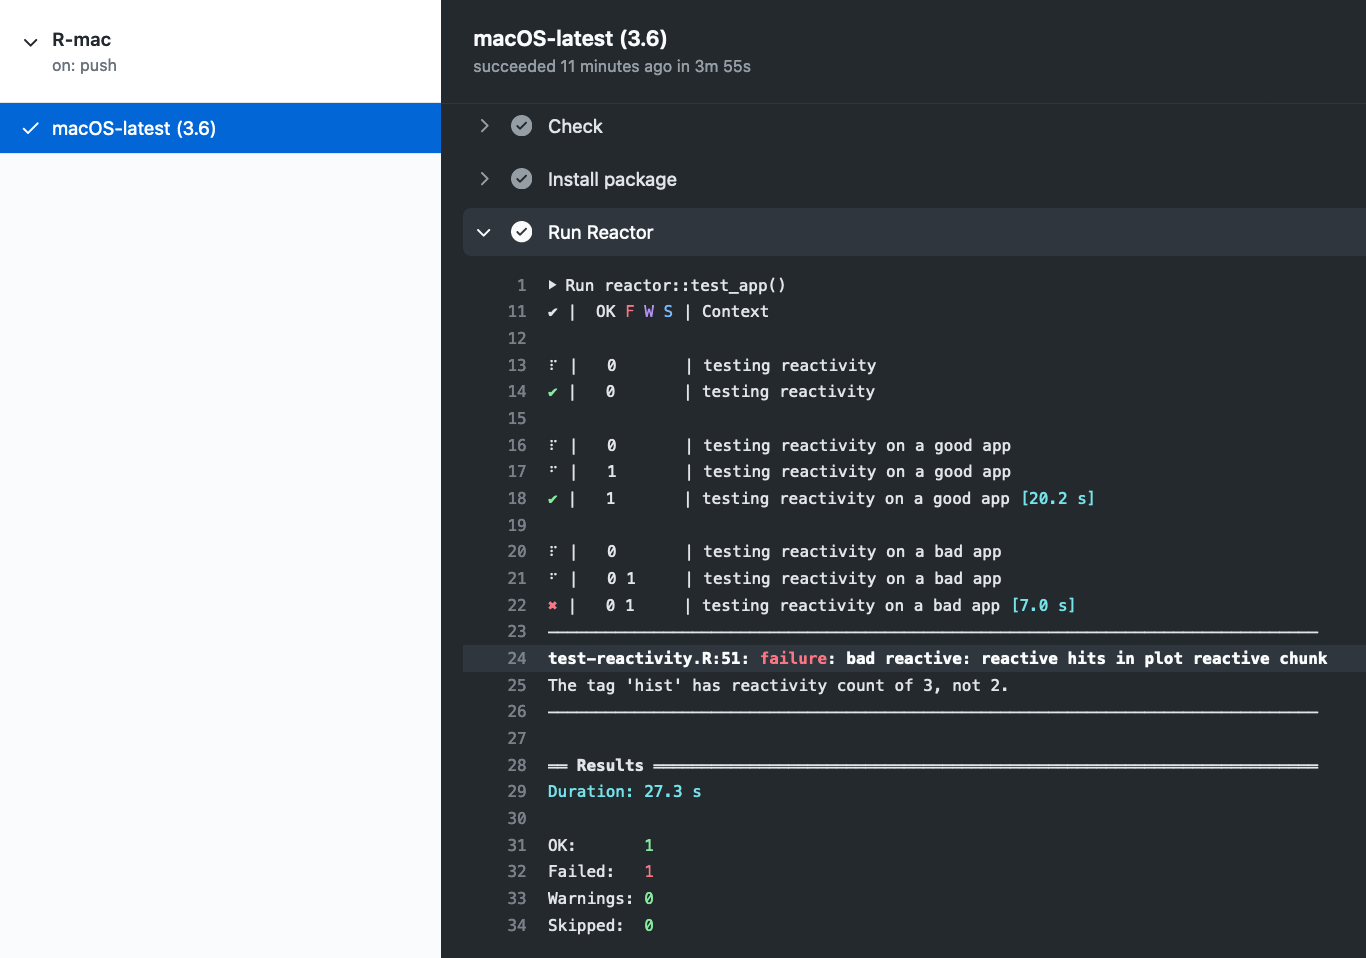 R-mac
on: push
macOS-latest (3.6)
macOS-latest (3.6)
succeeded 11 minutes ago in 3m 55s
Check
Install package
Run Reactor
1 Run reactor::test_app()
11 ✔ | OK F W S | Context
12
13 ⠏ | 0 | testing reactivity
14 ✔ | 0 | testing reactivity
15
16 ⠏ | 0 | testing reactivity on a good app
17 ⠋ | 1 | testing reactivity on a good app
18 ✔ | 1 | testing reactivity on a good app [20.2 s]
19
20 ⠏ | 0 | testing reactivity on a bad app
21 ⠋ | 0 1 | testing reactivity on a bad app
22 ✖ | 0 1 | testing reactivity on a bad app [7.0 s]
23 ────────────────────────────────────────────────────────────────────────────────
24 test-reactivity.R:51: failure: bad reactive: reactive hits in plot reactive chunk
25 The tag 'hist' has reactivity count of 3, not 2.
26 ────────────────────────────────────────────────────────────────────────────────
27
28 ══ Results ═════════════════════════════════════════════════════════════════════
29 Duration: 27.3 s
30
31 OK: 1
32 Failed: 1
33 Warnings: 0
34 Skipped: 0